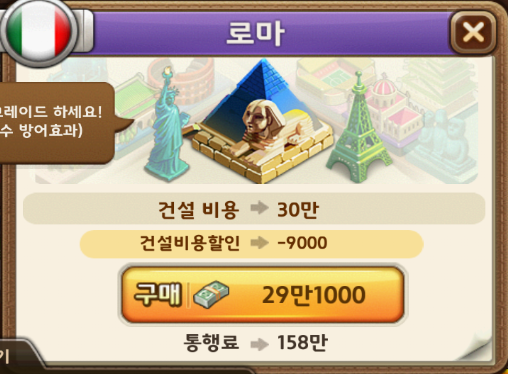 로마
그레이드 하세요!
수 방어효과)
건설 비용 30만
건설비용할인 -9000
구매 29만1000
통행료 158만
기